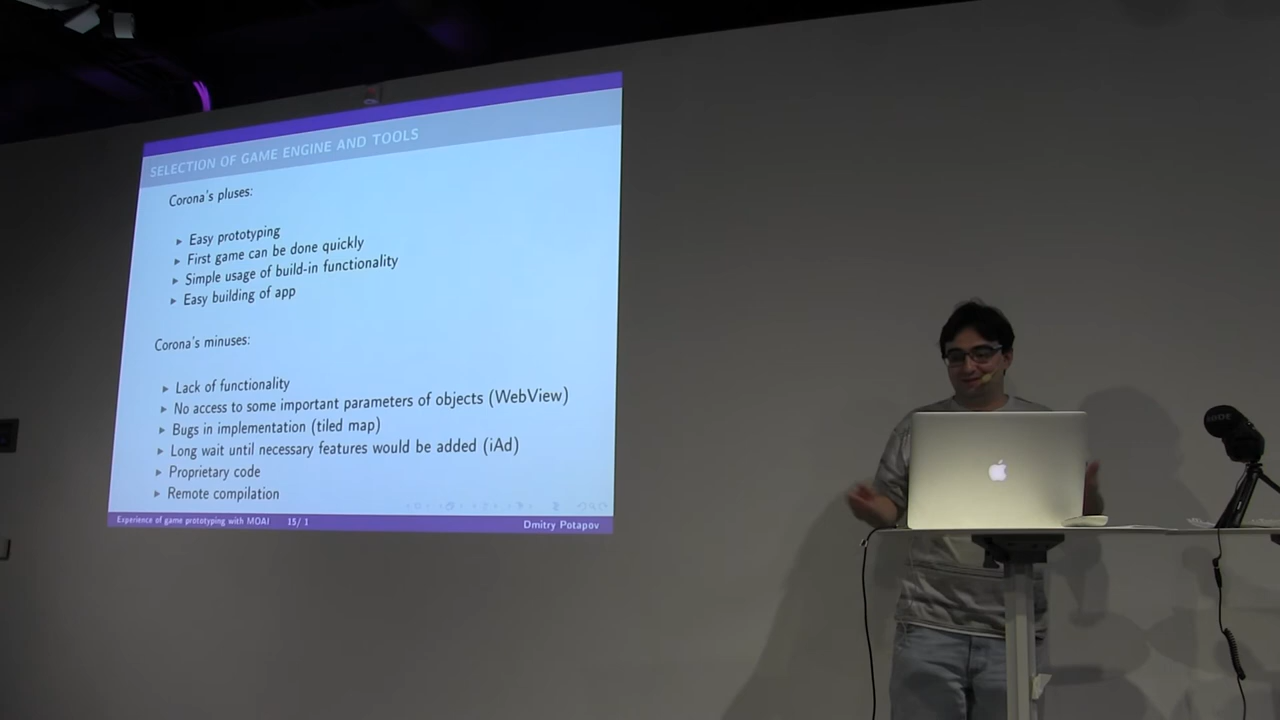 SELECTION OF GAME ENGINE AND TOOLS
Corona's pluses:
Easy prototyping
First game can be done quickly
Simple usage of build-in functionality
Easy building of app
Corona's minuses:
Lack of functionality
No access to some important parameters of objects (WebView)
Bugs in implementation (tiled map)
Long wait until necessary features would be added (iAd)
Proprietary code
Remote compilation
Experience of game prototyping with MOAI 15/ 1 Dmitry Potapov
RODE